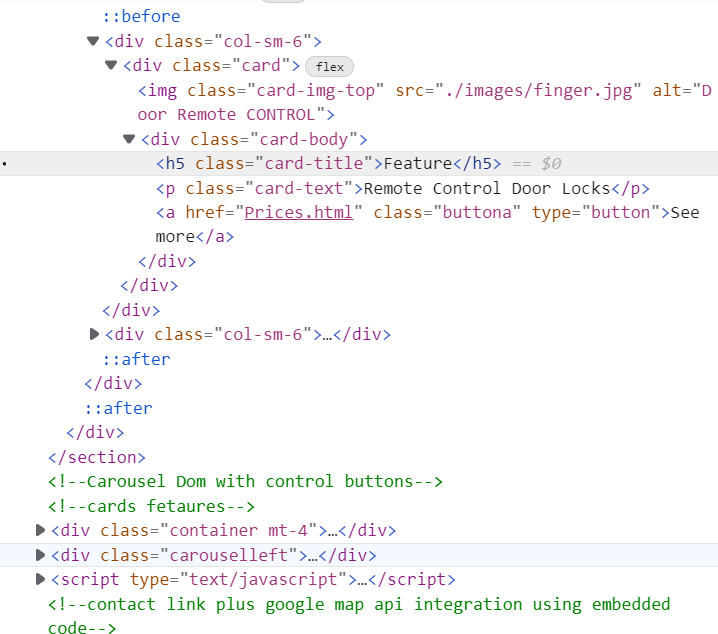 ::before
<div class="col-sm-6">
<div class="card"> flex
<img class="card-img-top" src="./images/finger.jpg" alt="D
oor Remote CONTROL">
<div class="card-body">
<h5 class="card-title">Feature</h5> == $0
<p class="card-text">Remote Control Door Locks</p>
<a href="Prices.html" class="buttona" type="button">See
more</a>
</div>
</div>
</div>
<div class="col-sm-6">…</div>
::after
</div>
::after
</div>
</section>
<!--Carousel Dom with control buttons-->
<!--cards fetaures-->
<div class="container mt-4">…</div>
<div class="carouselleft">…</div>
<script type="text/javascript">…</script>
<!--contact link plus google map api integration using embedded
code-->